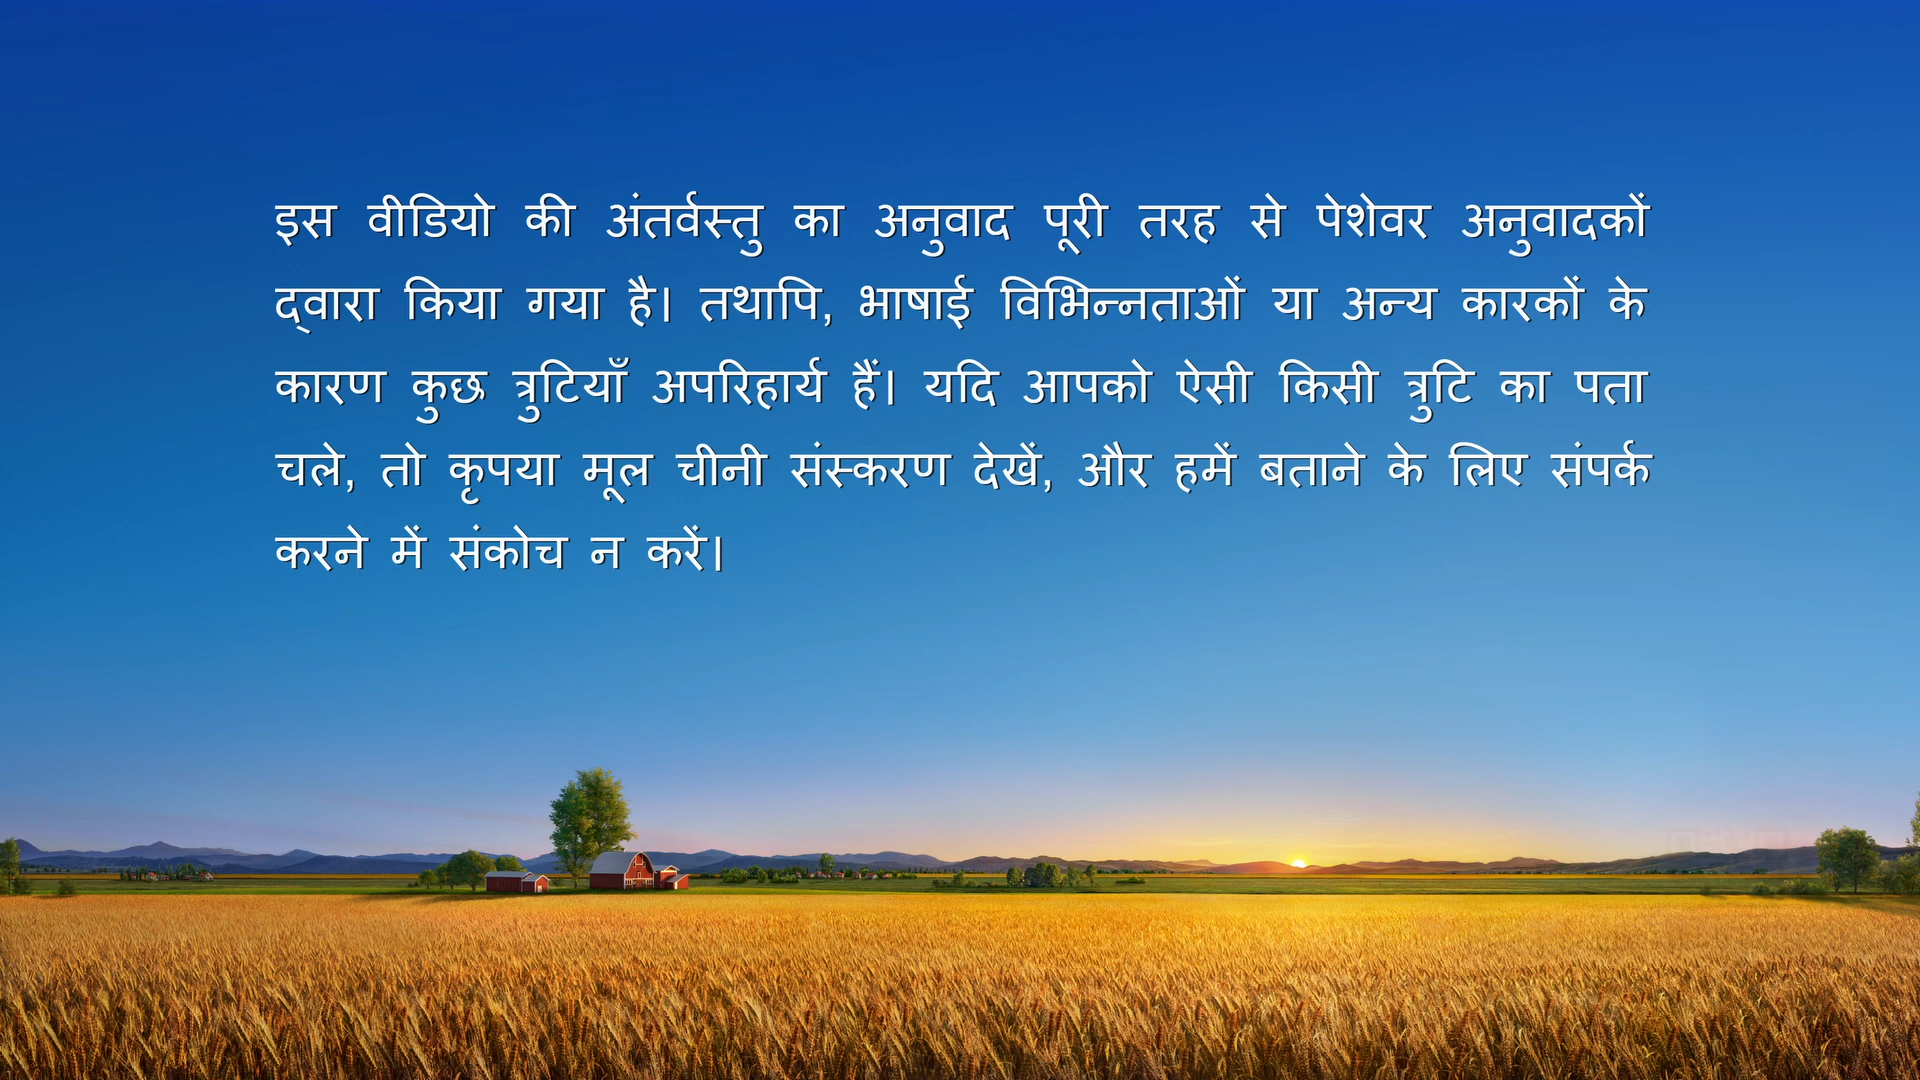 इस वीडियो की अंतर्वस्तु का अनुवाद पूरी तरह से पेशेवर अनुवादकों
द्वारा किया गया है। तथापि, भाषाई विभिन्नताओं या अन्य कारकों के
कारण कुछ त्रुटियाँ अपरिहार्य हैं। यदि आपको ऐसी किसी त्रुटि का पता
चले, तो कृपया मूल चीनी संस्करण देखें, और हमें बताने के लिए संपर्क
करने में संकोच न करें।